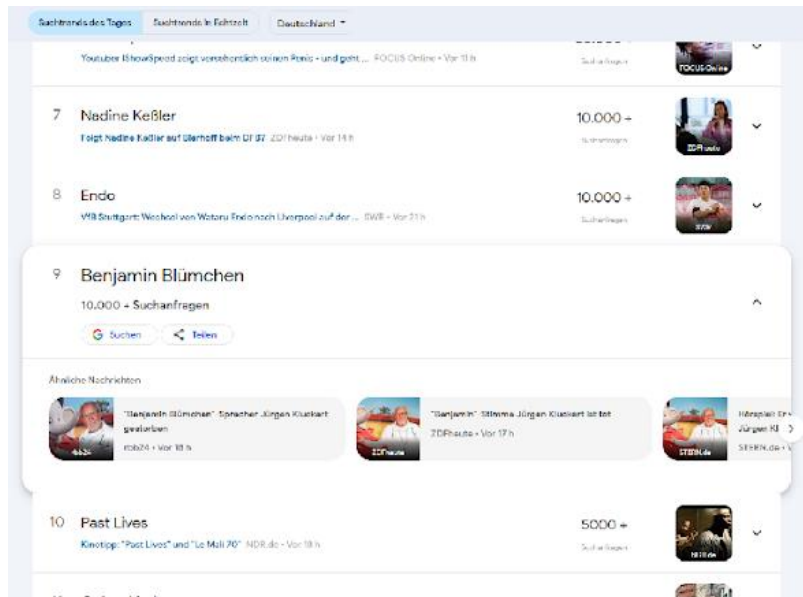 Suchtrends des Tages
Suchtrends in Echtzeit
Deutschland
Youtuber IShowSpeed zeigt versehentlich seinen Penis - und geht ... FOCUS Online • Vor 11 h
Suchanfragen
FOCUS Online
7 Nadine Keßler 10.000 +
Folgt Nadine Keßler auf Bierhoff beim DFB? ZDFheute • Vor 14 h
Suchanfragen
ZDFheute
8 Endo 10.000 +
VfB Stuttgart: Wechsel von Wataru Endo nach Liverpool auf der ... SWR • Vor 21 h
Suchanfragen
SWR
9 Benjamin Blümchen
10.000 + Suchanfragen
Suchen
Teilen
Ähnliche Nachrichten
"Benjamin Blümchen"-Sprecher Jürgen Kluckert
gestorben
rbb24 • Vor 18 h
rbb24
"Benjamin"-Stimme Jürgen Kluckert ist tot
ZDFheute • Vor 17 h
ZDFheute
Jürgen Kl
STERN.de
STERN.de
10 Past Lives 5000 +
Kinotipp: "Past Lives" und "Le Mali 70" NDR.de • Vor 18 h
Suchanfragen
NDR.de